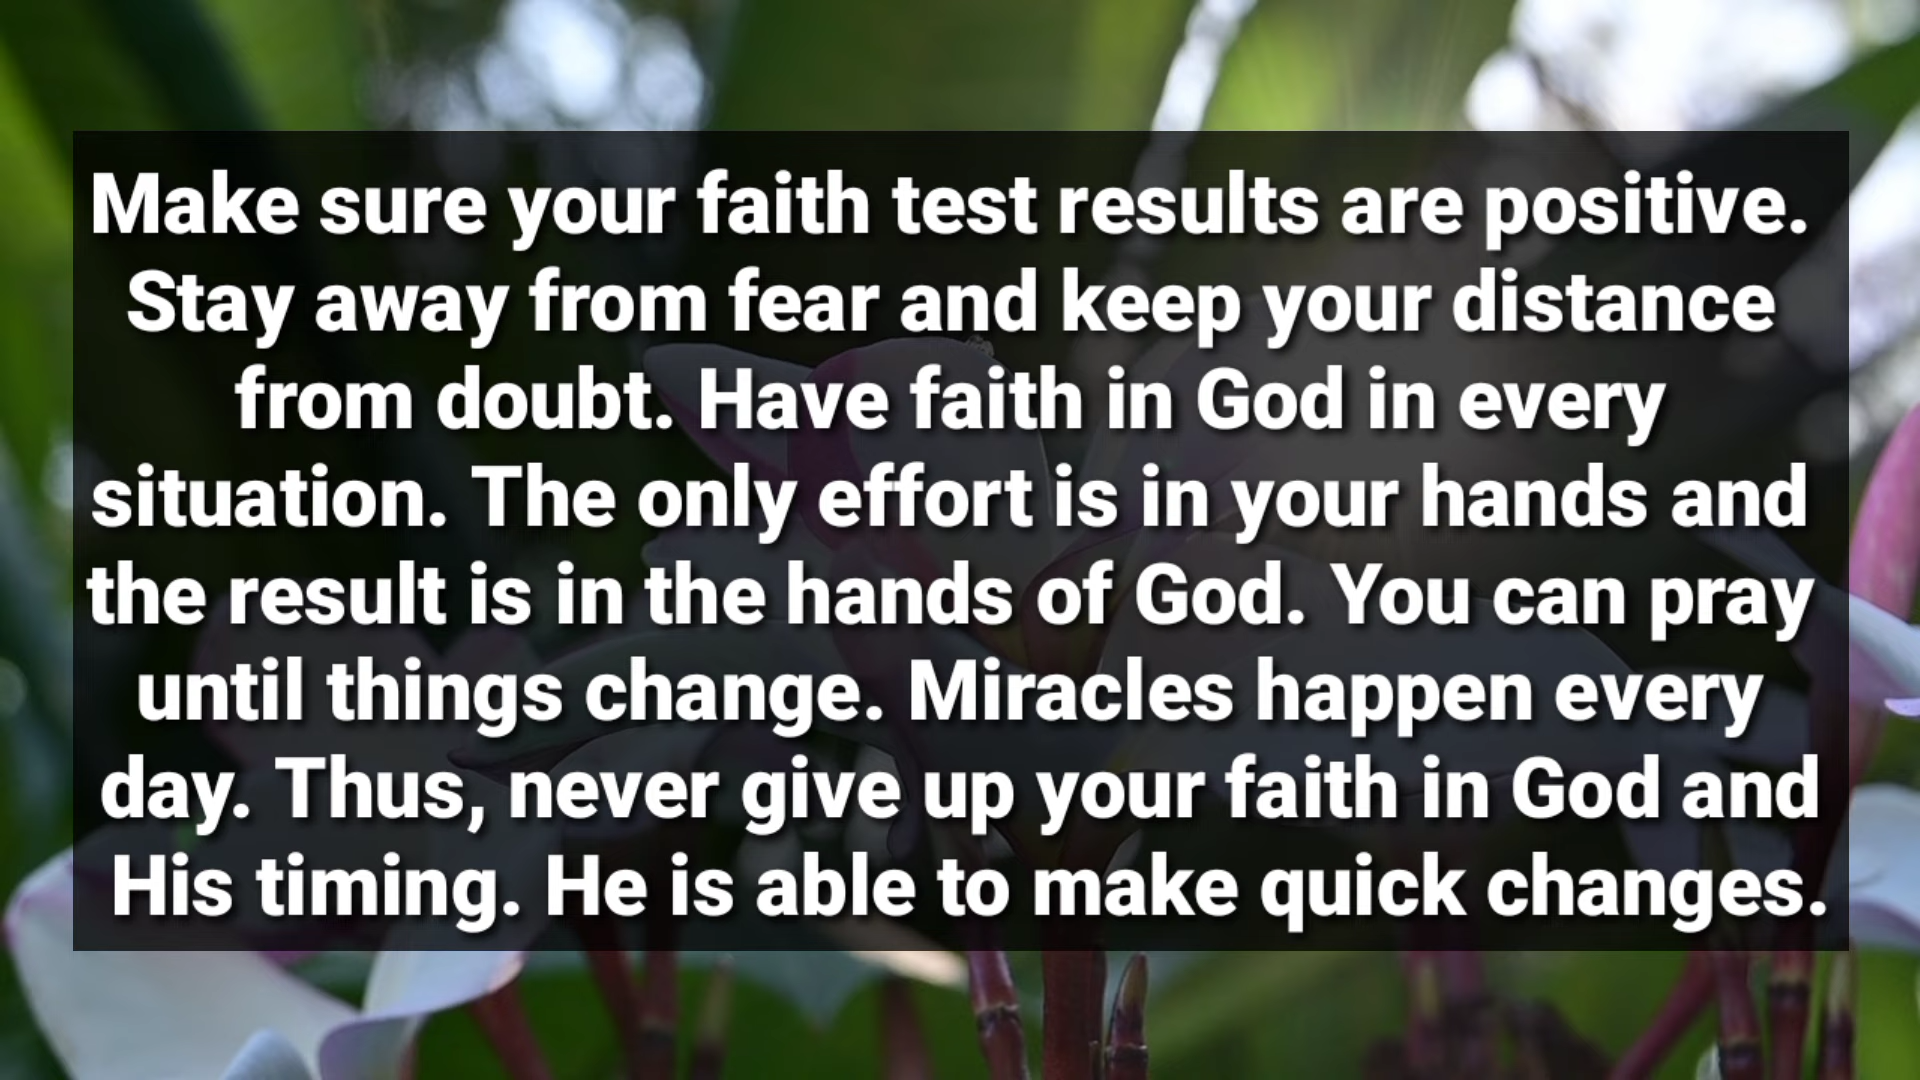 Make sure your faith test results are positive.
Stay away from fear and keep your distance
from doubt. Have faith in God in every
situation. The only effort is in your hands and
the result is in the hands of God. You can pray
until things change. Miracles happen every
day. Thus, never give up your faith in God and
His timing. He is able to make quick changes.